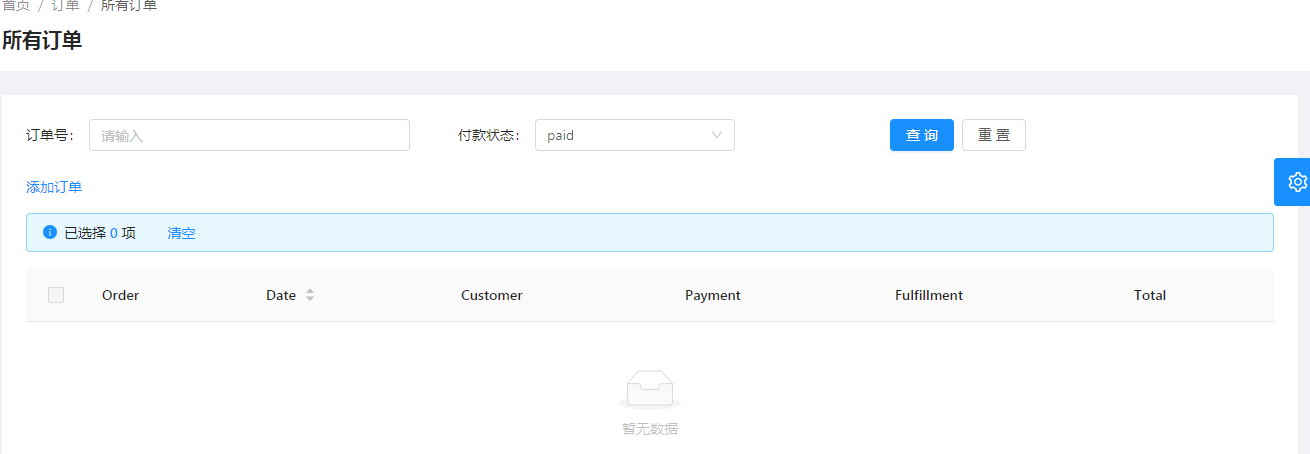 首页 / 订单 / 所有订单
所有订单
订单号: 请输入 付款状态: paid 查 询 重 置
添加订单
已选择 0 项 清空
Order Date Customer Payment Fulfillment Total
暂无数据